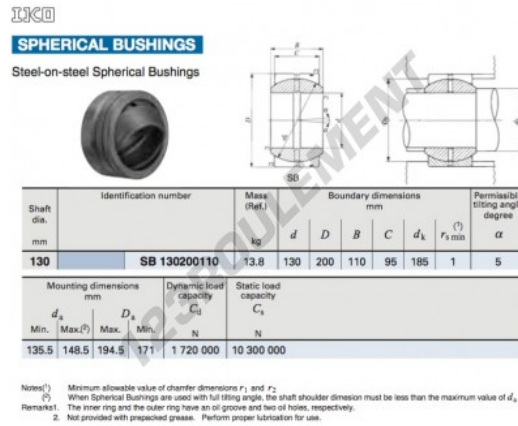 IKO
SPHERICAL BUSHINGS
Steel-on-steel Spherical Bushings
B
C
D
SB
Shaft dia. mm
Identification number
Mass (Ref.) kg
Boundary dimensions mm
Permissible tilting angle degree
d D B C dk rs min (1) α
130 SB 130200110 13.8 130 200 110 95 185 1 5
Mounting dimensions mm
Dynamic load capacity Cd N
Static load capacity Cs N
da Da
Min. Max.(2) Max. Min.
135.5 148.5 194.5 171 1 720 000 10 300 000
Notes(1) Minimum allowable value of chamfer dimensions r1 and r2
(2) When Spherical Bushings are used with full tilting angle, the shaft shoulder dimesion must be less than the maximum value of da
Remarks1. The inner ring and the outer ring have an oil groove and two oil holes, respectively.
2. Not provided with prepacked grease. Perform proper lubrication for use.
123ROULEMENT